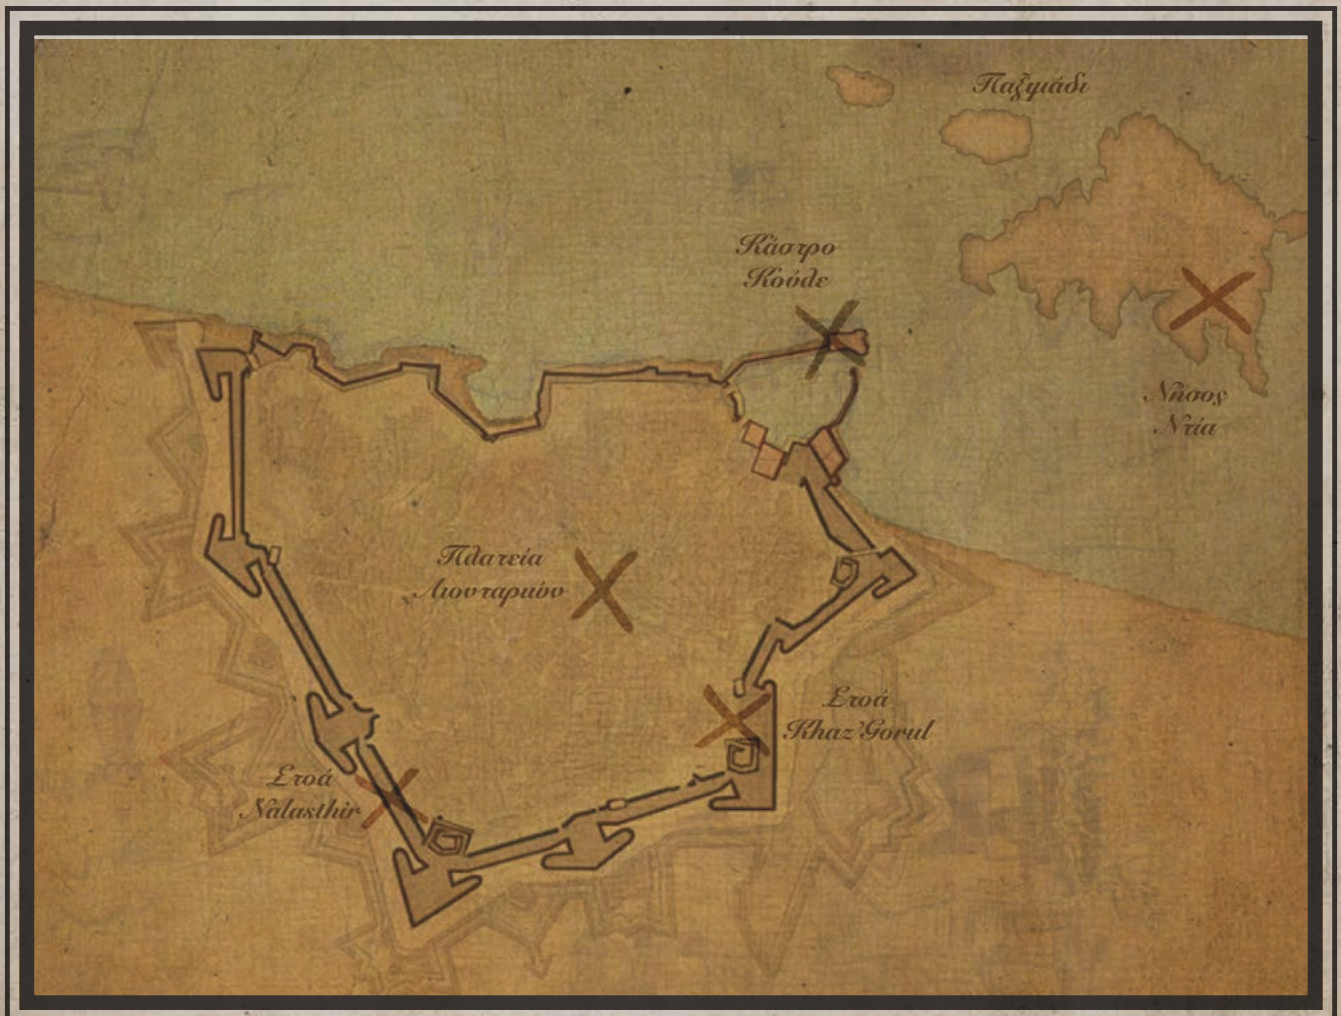 Παξιμάδι
Κάστρο
Κούλε
Νήσος
Ντία
Πλατεία
Λιονταριών
Στοά
Khaz'Gorul
Στοά
Nalasthir